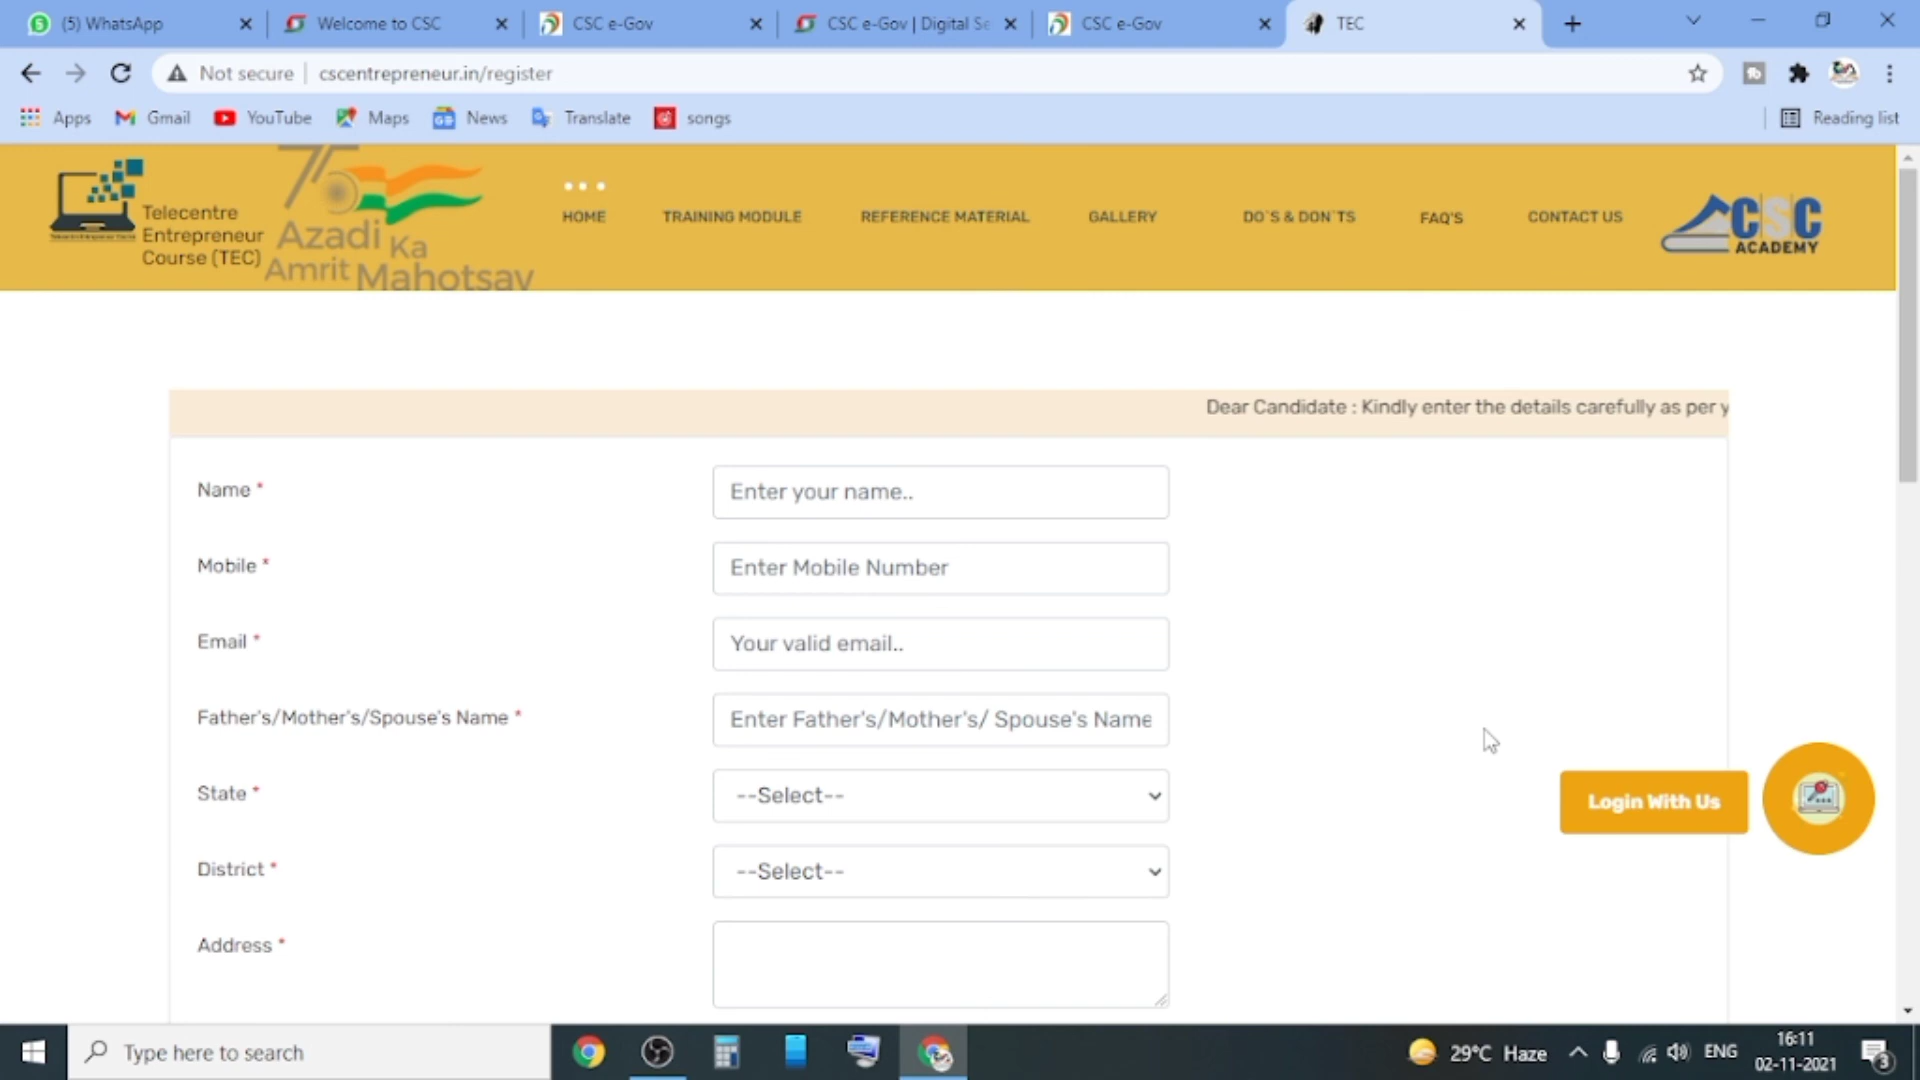 (5) WhatsApp
Welcome to CSC
CSC e-Gov
CSC e-Gov | Digital Se
CSC e-Gov
TEC
Not secure
cscentrepreneur.in/register
Apps
Gmail
YouTube
Maps
News
Translate
songs
Reading list
Telecentre
Entrepreneur
Course (TEC)
75
Azadi Ka
Amrit Mahotsav
HOME
TRAINING MODULE
REFERENCE MATERIAL
GALLERY
DO`S & DON`TS
FAQ'S
CONTACT US
CSC
ACADEMY
Dear Candidate : Kindly enter the details carefully as per y
Name *
Enter your name..
Mobile *
Enter Mobile Number
Email *
Your valid email..
Father's/Mother's/Spouse's Name *
Enter Father's/Mother's/ Spouse's Name
State *
--Select--
District *
--Select--
Address *
Login With Us
Type here to search
29°C Haze
ENG
16:11
02-11-2021
3